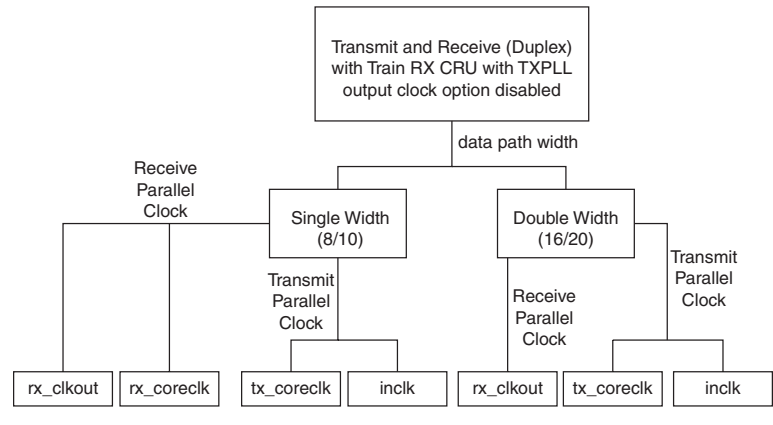 Transmit and Receive (Duplex)
with Train RX CRU with TXPLL
output clock option disabled
data path width
Receive
Parallel
Clock
Single Width
(8/10)
Double Width
(16/20)
Transmit
Parallel
Clock
Receive
Parallel
Clock
Transmit
Parallel
Clock
rx_clkout
rx_coreclk
tx_coreclk
inclk
rx_clkout
tx_coreclk
inclk